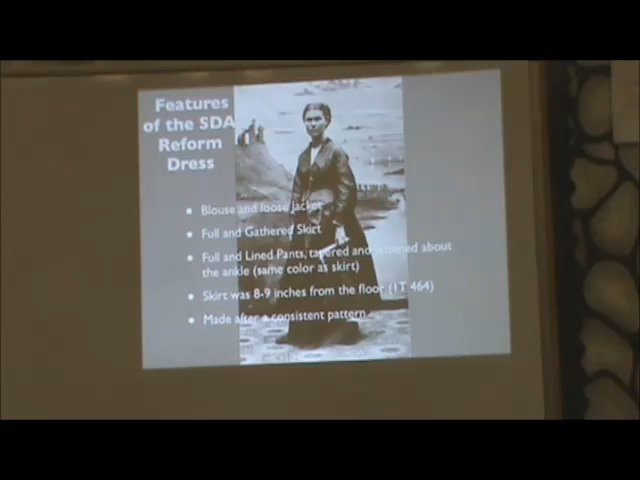 Features
of the SDA
Reform
Dress
• Blouse and loose Jacket
• Full and Gathered Skirt
• Full and Lined Pants, tapered and fastened about
the ankle (same color as skirt)
• Skirt was 8-9 inches from the floor (1T 464)
• Made after a consistent pattern